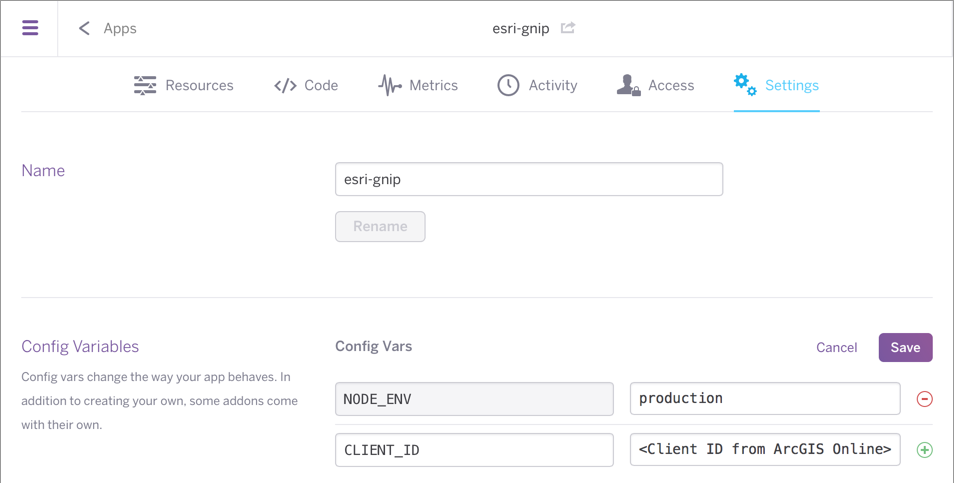 Apps
esri-gnip
Resources
Code
Metrics
Activity
Access
Settings
Name
esri-gnip
Rename
Config Variables
Config vars change the way your app behaves. In
addition to creating your own, some addons come
with their own.
Config Vars
Cancel
Save
NODE_ENV
production
CLIENT_ID
<Client ID from ArcGIS Online>